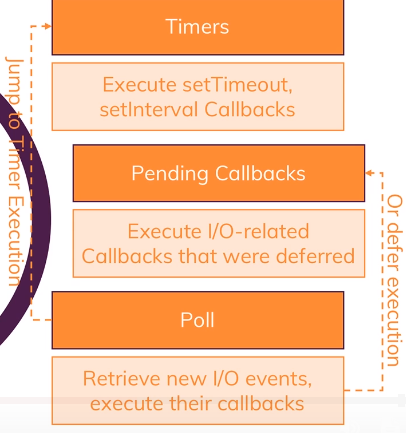 Timers
Execute setTimeout,
setInterval Callbacks
Jump to Timer Execution
Pending Callbacks
Execute I/O-related
Callbacks that were deferred
Or defer execution
Poll
Retrieve new I/O events,
execute their callbacks